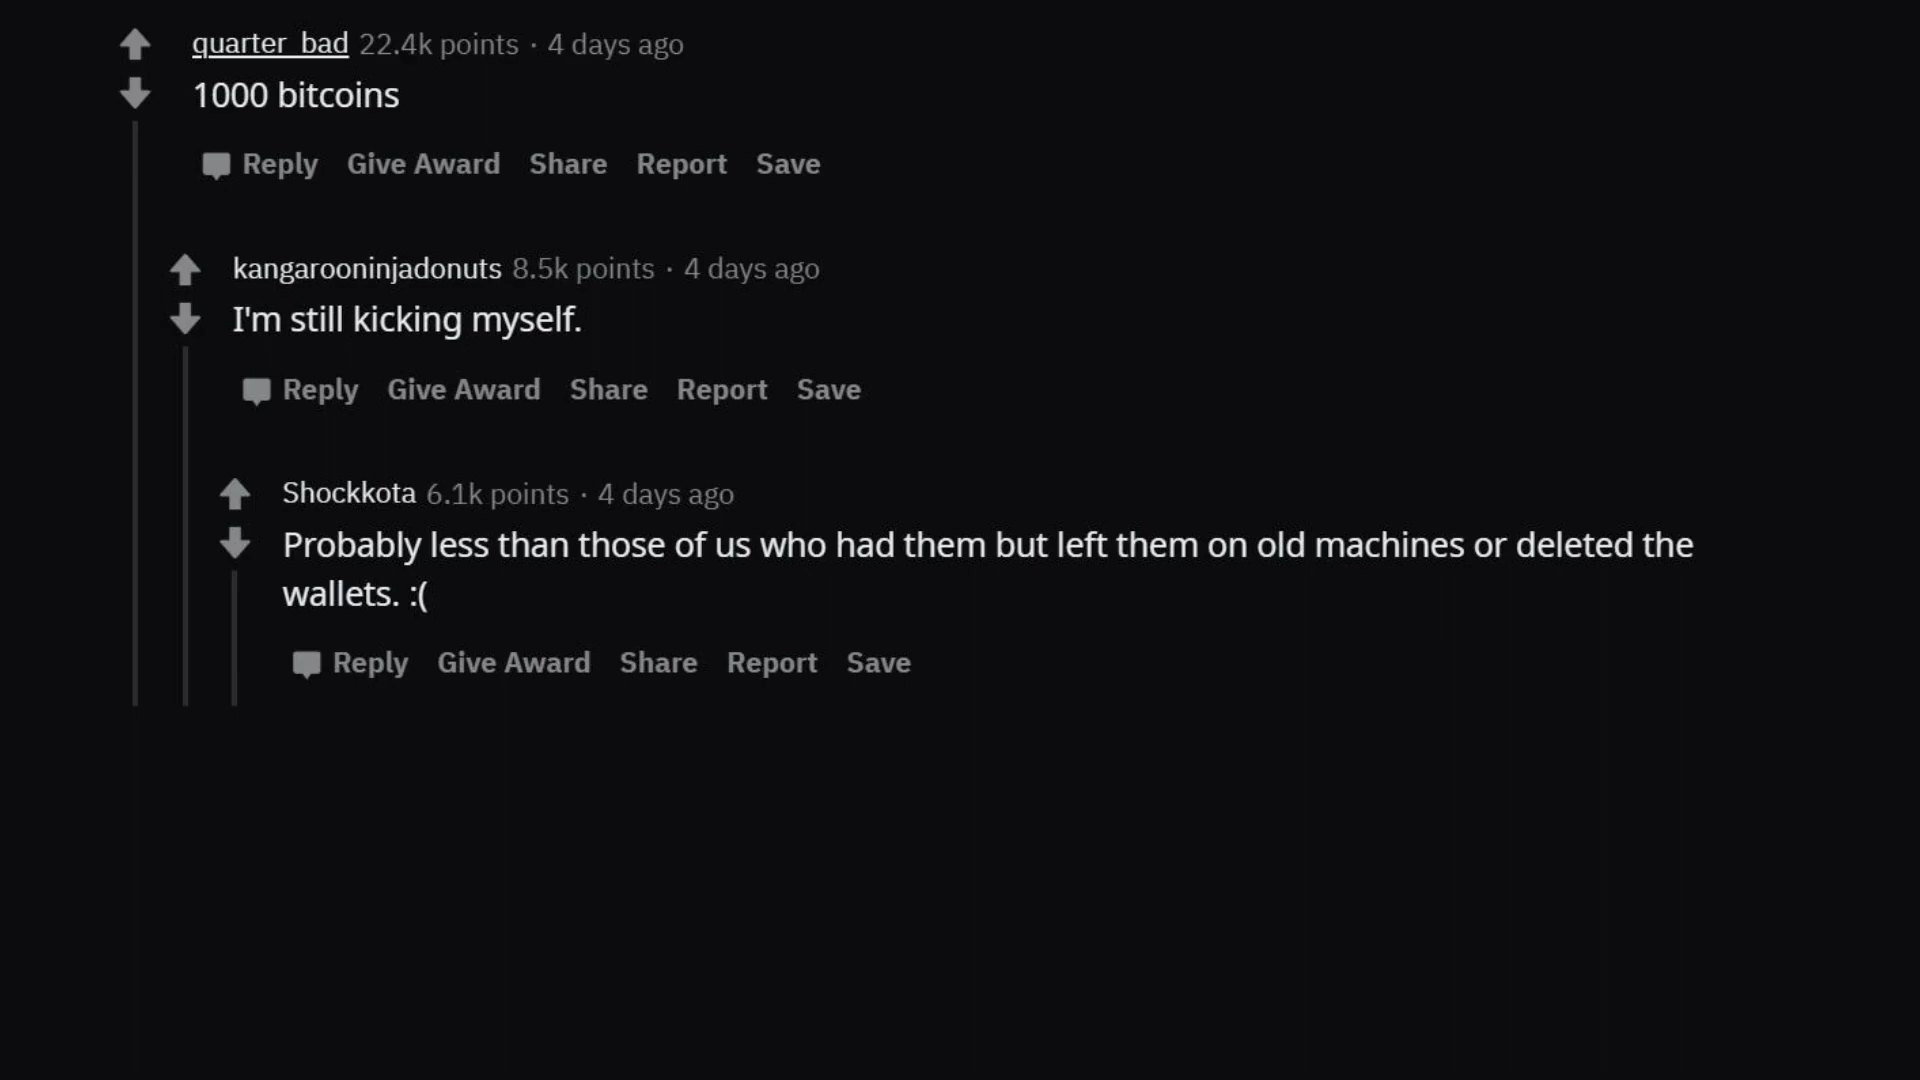 quarter_bad 22.4k points · 4 days ago
1000 bitcoins
Reply Give Award Share Report Save
kangarooninjadonuts 8.5k points · 4 days ago
I'm still kicking myself.
Reply Give Award Share Report Save
Shockkota 6.1k points · 4 days ago
Probably less than those of us who had them but left them on old machines or deleted the
wallets. :(
Reply Give Award Share Report Save